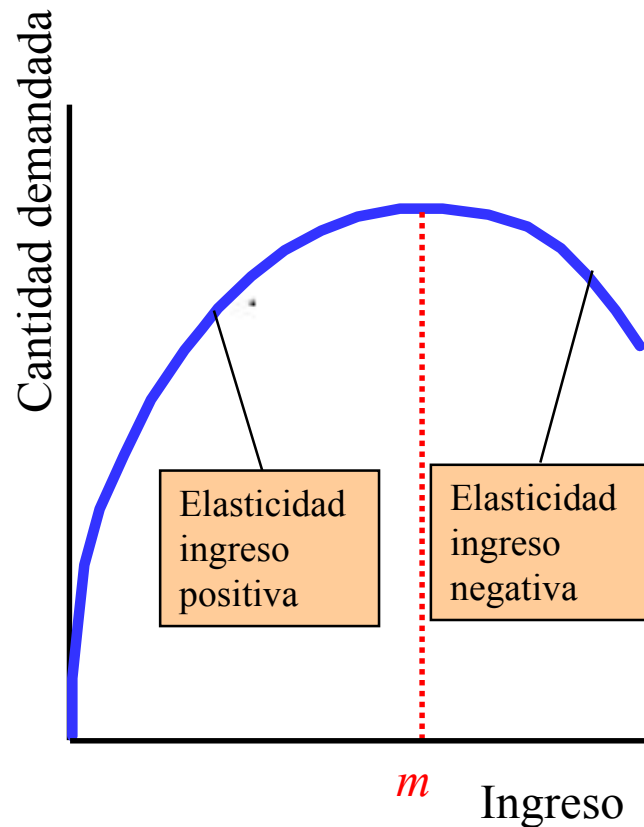 Cantidad demandada
Elasticidad
ingreso
positiva
Elasticidad
ingreso
negativa
m
Ingreso